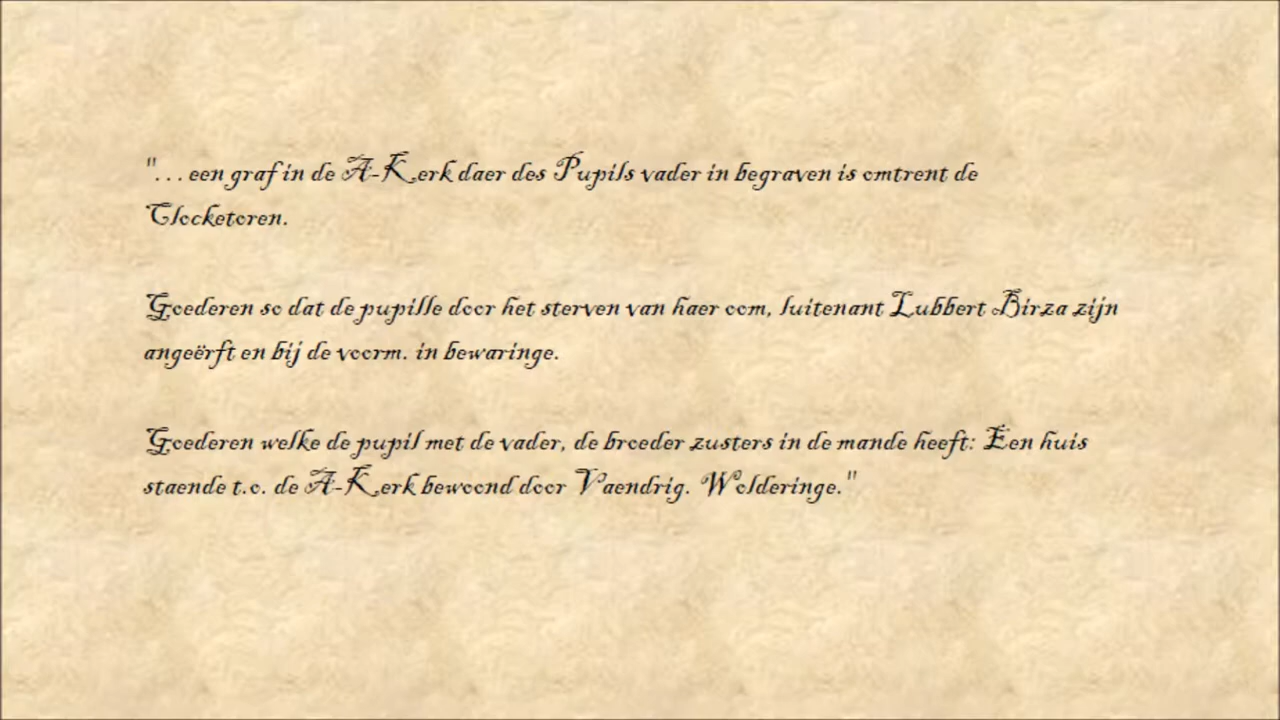 "... een graf in de A-Kerk daer des Pupils vader in begraven is omtrent de
Clocketoren.
Goederen so dat de pupille door het sterven van haer oom, luitenant Lubbert Birza zijn
angeërft en bij de voorm. in bewaringe.
Goederen welke de pupil met de vader, de broeder zusters in de mande heeft: Een huis
staende t.o. de A-Kerk bewoond door Vaendrig. Wolderinge."